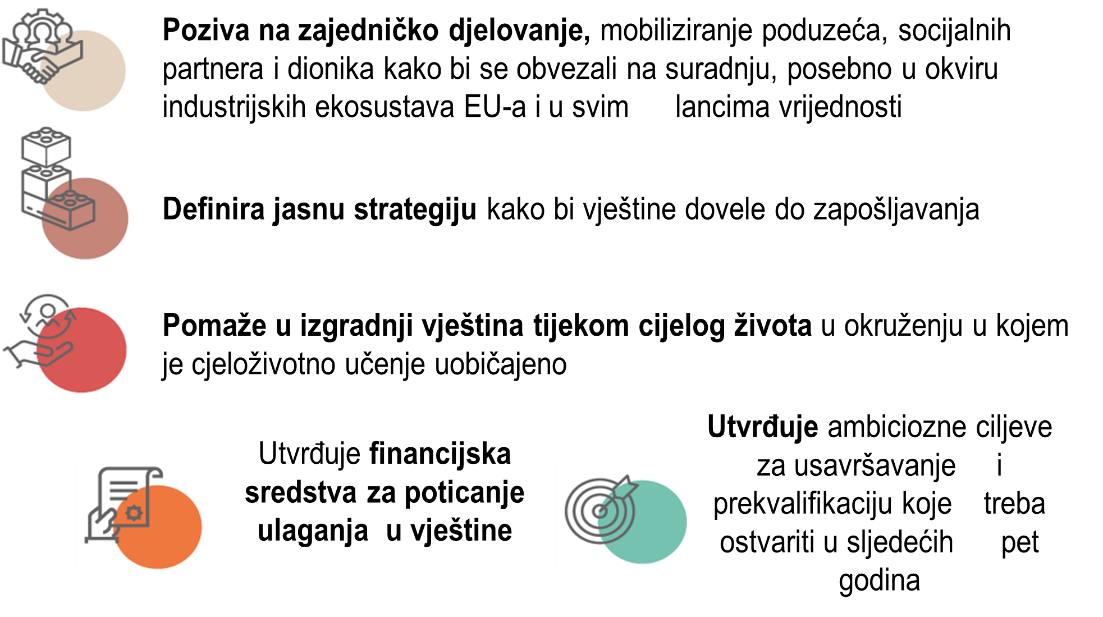 Poziva na zajedničko djelovanje, mobiliziranje poduzeća, socijalnih
partnera i dionika kako bi se obvezali na suradnju, posebno u okviru
industrijskih ekosustava EU-a i u svim lancima vrijednosti
Definira jasnu strategiju kako bi vještine dovele do zapošljavanja
Pomaže u izgradnji vještina tijekom cijelog života u okruženju u kojem
je cjeloživotno učenje uobičajeno
Utvrđuje financijska
sredstva za poticanje
ulaganja u vještine
Utvrđuje ambiciozne ciljeve
za usavršavanje i
prekvalifikaciju koje treba
ostvariti u sljedećih pet
godina